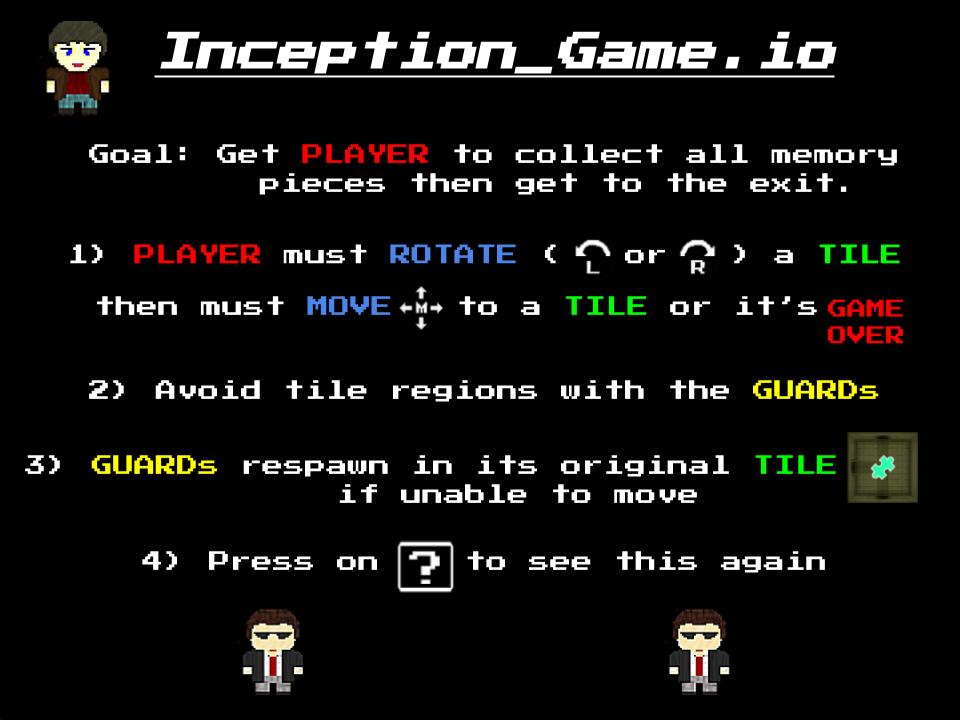 Inception_Game.io
Goal: Get PLAYER to collect all memory
pieces then get to the exit.
1) PLAYER must ROTATE ( L or R ) a TILE
then must MOVE M to a TILE or it's GAME
OVER
2) Avoid tile regions with the GUARDs
3) GUARDs respawn in its original TILE
if unable to move
4) Press on ? to see this again